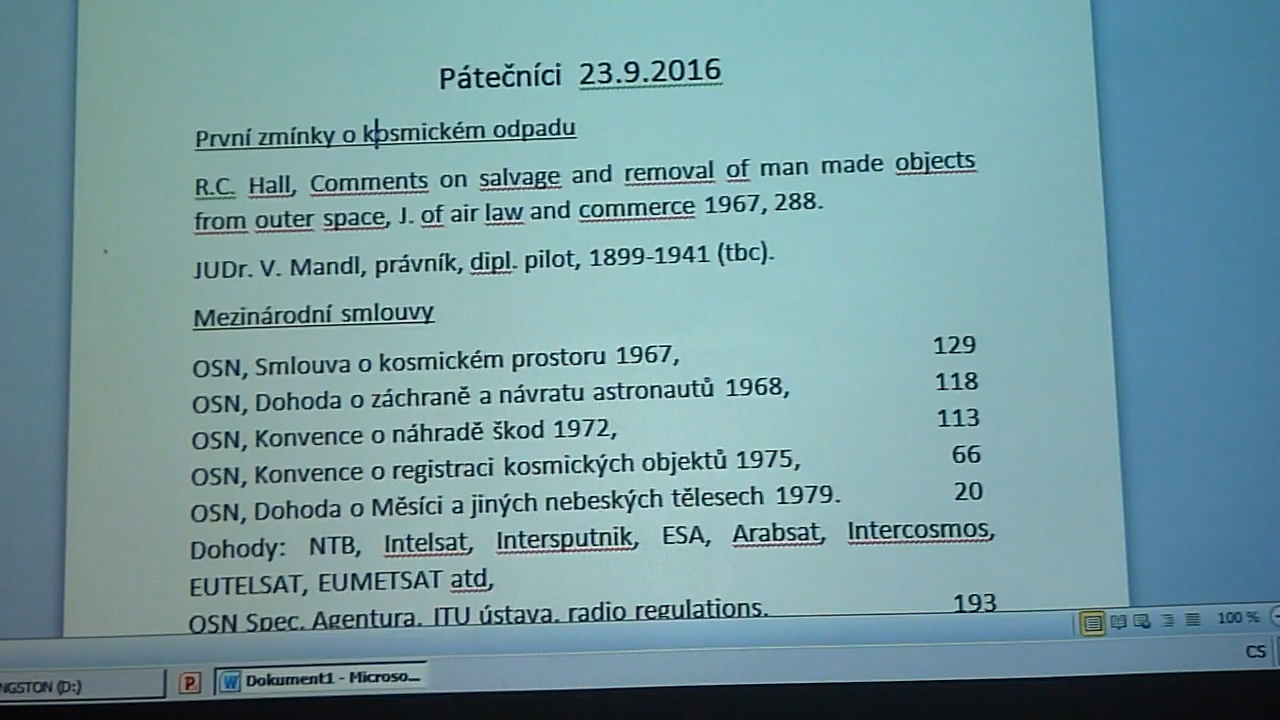 Pátečníci 23.9.2016
První zmínky o kosmickém odpadu
R.C. Hall, Comments on salvage and removal of man made objects
from outer space, J. of air law and commerce 1967, 288.
JUDr. V. Mandl, právník, dipl. pilot, 1899-1941 (tbc).
Mezinárodní smlouvy
OSN, Smlouva o kosmickém prostoru 1967, 129
OSN, Dohoda o záchraně a návratu astronautů 1968, 118
OSN, Konvence o náhradě škod 1972, 113
OSN, Konvence o registraci kosmických objektů 1975, 66
OSN, Dohoda o Měsíci a jiných nebeských tělesech 1979. 20
Dohody: NTB, Intelsat, Intersputnik, ESA, Arabsat, Intercosmos,
EUTELSAT, EUMETSAT atd,
OSN Spec. Agentura. ITU ústava. radio regulations. 193
100 %
NGSTON (D:) Dokument1 - Microso... CS